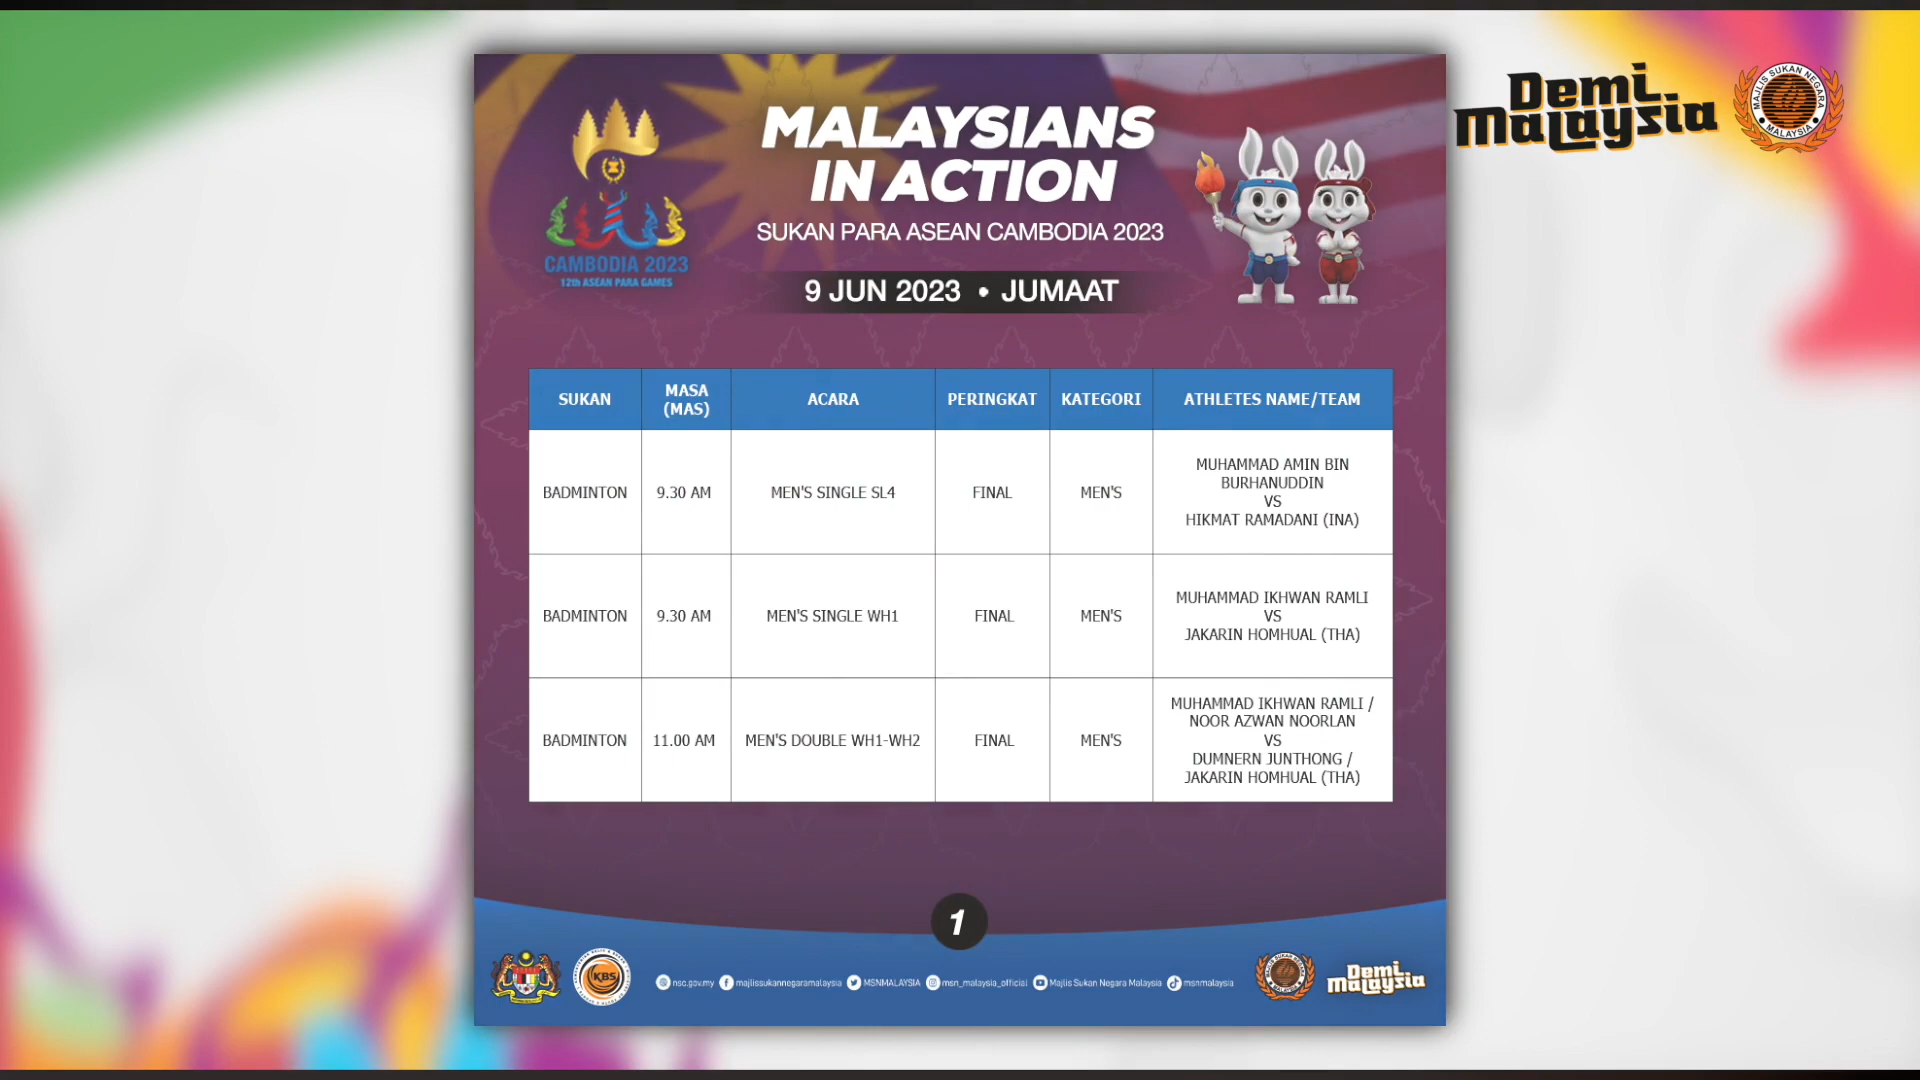 MALAYSIANS
IN ACTION
SUKAN PARA ASEAN CAMBODIA 2023
9 JUN 2023 • JUMAAT
CAMBODIA 2023
12th ASEAN PARA GAMES
Demi
Malaysia
MAJLIS SUKAN NEGARA
MALAYSIA
SUKAN MASA (MAS) ACARA PERINGKAT KATEGORI ATHLETES NAME/TEAM
BADMINTON 9.30 AM MEN'S SINGLE SL4 FINAL MEN'S
MUHAMMAD AMIN BIN
BURHANUDDIN
VS
HIKMAT RAMADANI (INA)
BADMINTON 9.30 AM MEN'S SINGLE WH1 FINAL MEN'S
MUHAMMAD IKHWAN RAMLI
VS
JAKARIN HOMHUAL (THA)
BADMINTON 11.00 AM MEN'S DOUBLE WH1-WH2 FINAL MEN'S
MUHAMMAD IKHWAN RAMLI /
NOOR AZWAN NOORLAN
VS
DUMNERN JUNTHONG /
JAKARIN HOMHUAL (THA)
1
KBS
nsc.gov.my majlissukannegaramalaysia MSNMALAYSIA msn_malaysia_official Majlis Sukan Negara Malaysia msnmalaysia
Demi
Malaysia